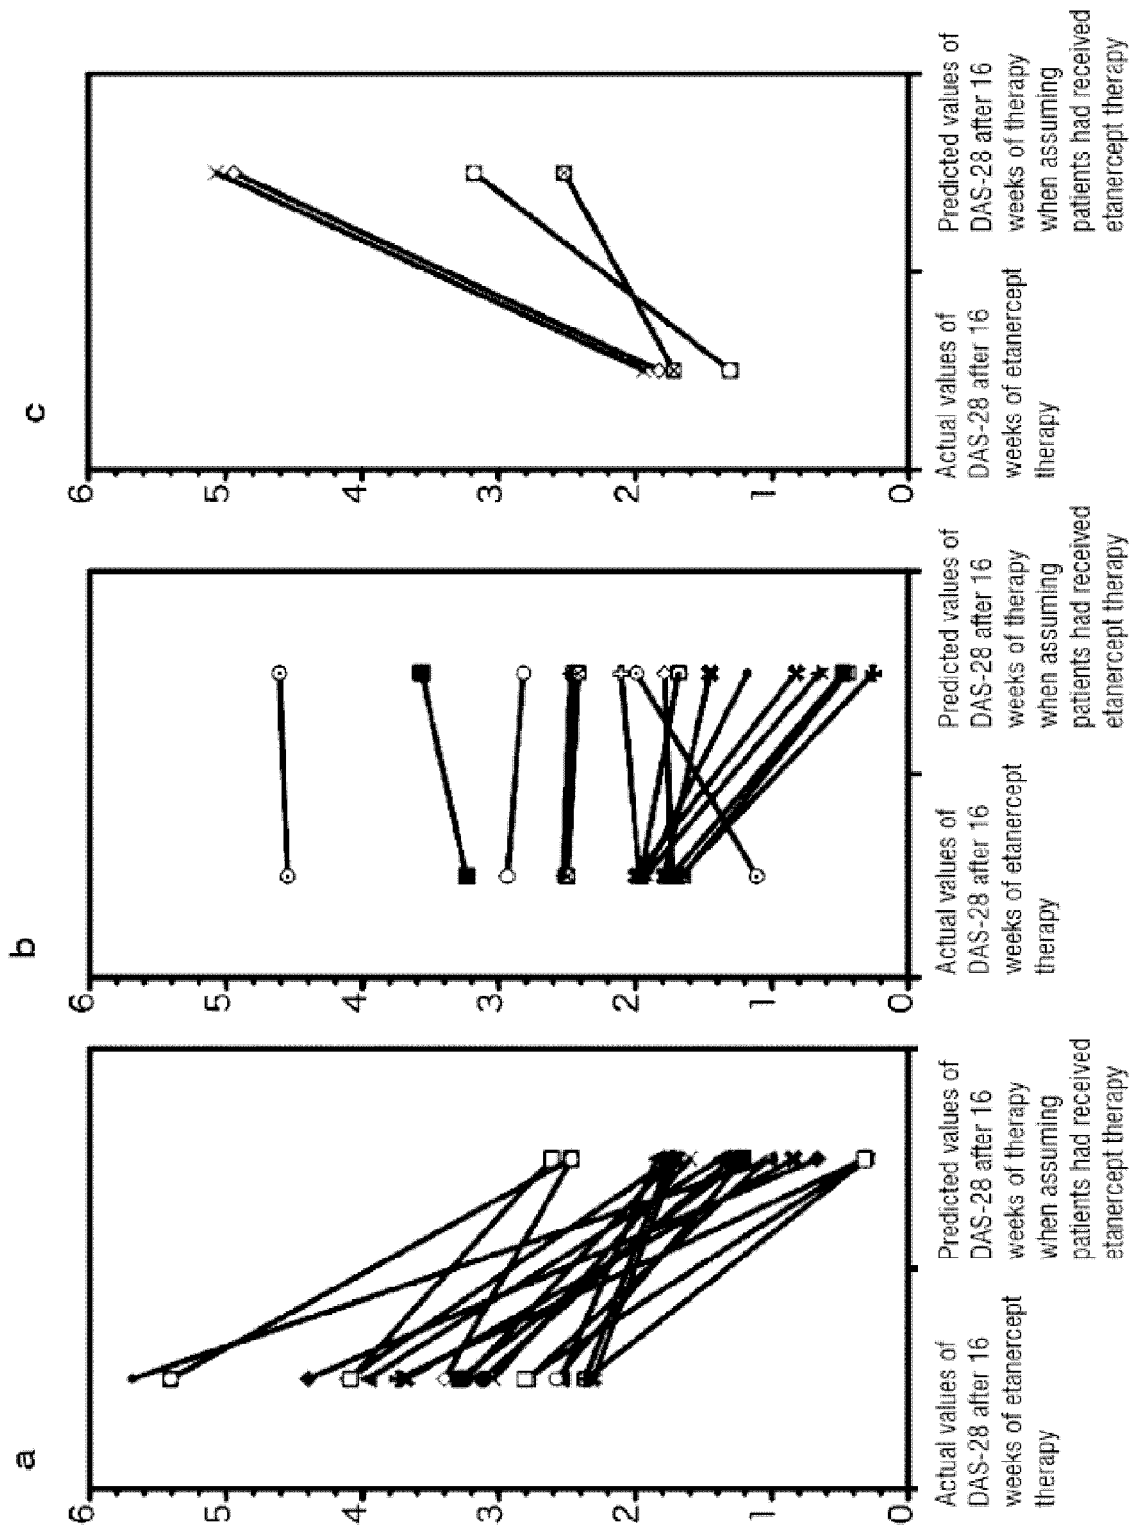 a
6
5
4
3
2
1
0
Actual values of
DAS-28 after 16
weeks of etanercept
therapy
Predicted values of
DAS-28 after 16
weeks of therapy
when assuming
patients had received
etanercept therapy
b
6
5
4
3
2
1
0
Actual values of
DAS-28 after 16
weeks of etanercept
therapy
Predicted values of
DAS-28 after 16
weeks of therapy
when assuming
patients had received
etanercept therapy
c
6
5
4
3
2
1
0
Actual values of
DAS-28 after 16
weeks of etanercept
therapy
Predicted values of
DAS-28 after 16
weeks of therapy
when assuming
patients had received
etanercept therapy